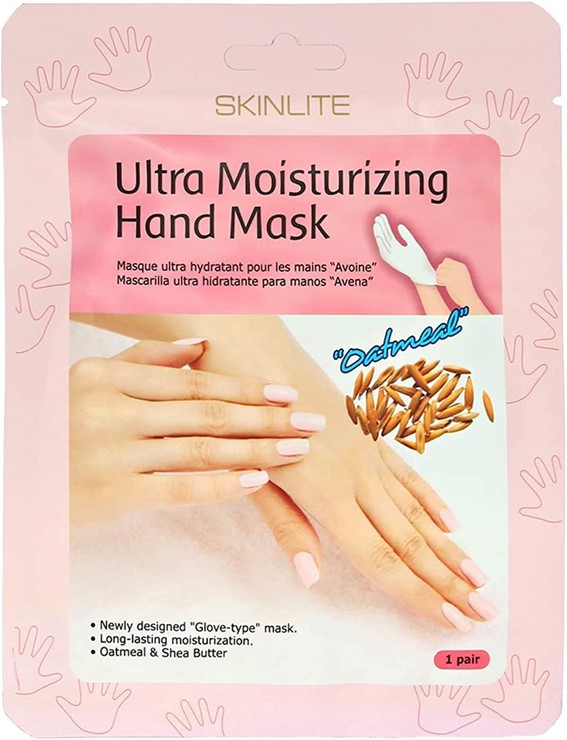 SKINLITE
Ultra Moisturizing
Hand Mask
Masque ultra hydratant pour les mains "Avoine"
Mascarilla ultra hidratante para manos "Avena"
"Oatmeal"
• Newly designed "Glove-type" mask.
• Long-lasting moisturization.
• Oatmeal & Shea Butter
1 pair